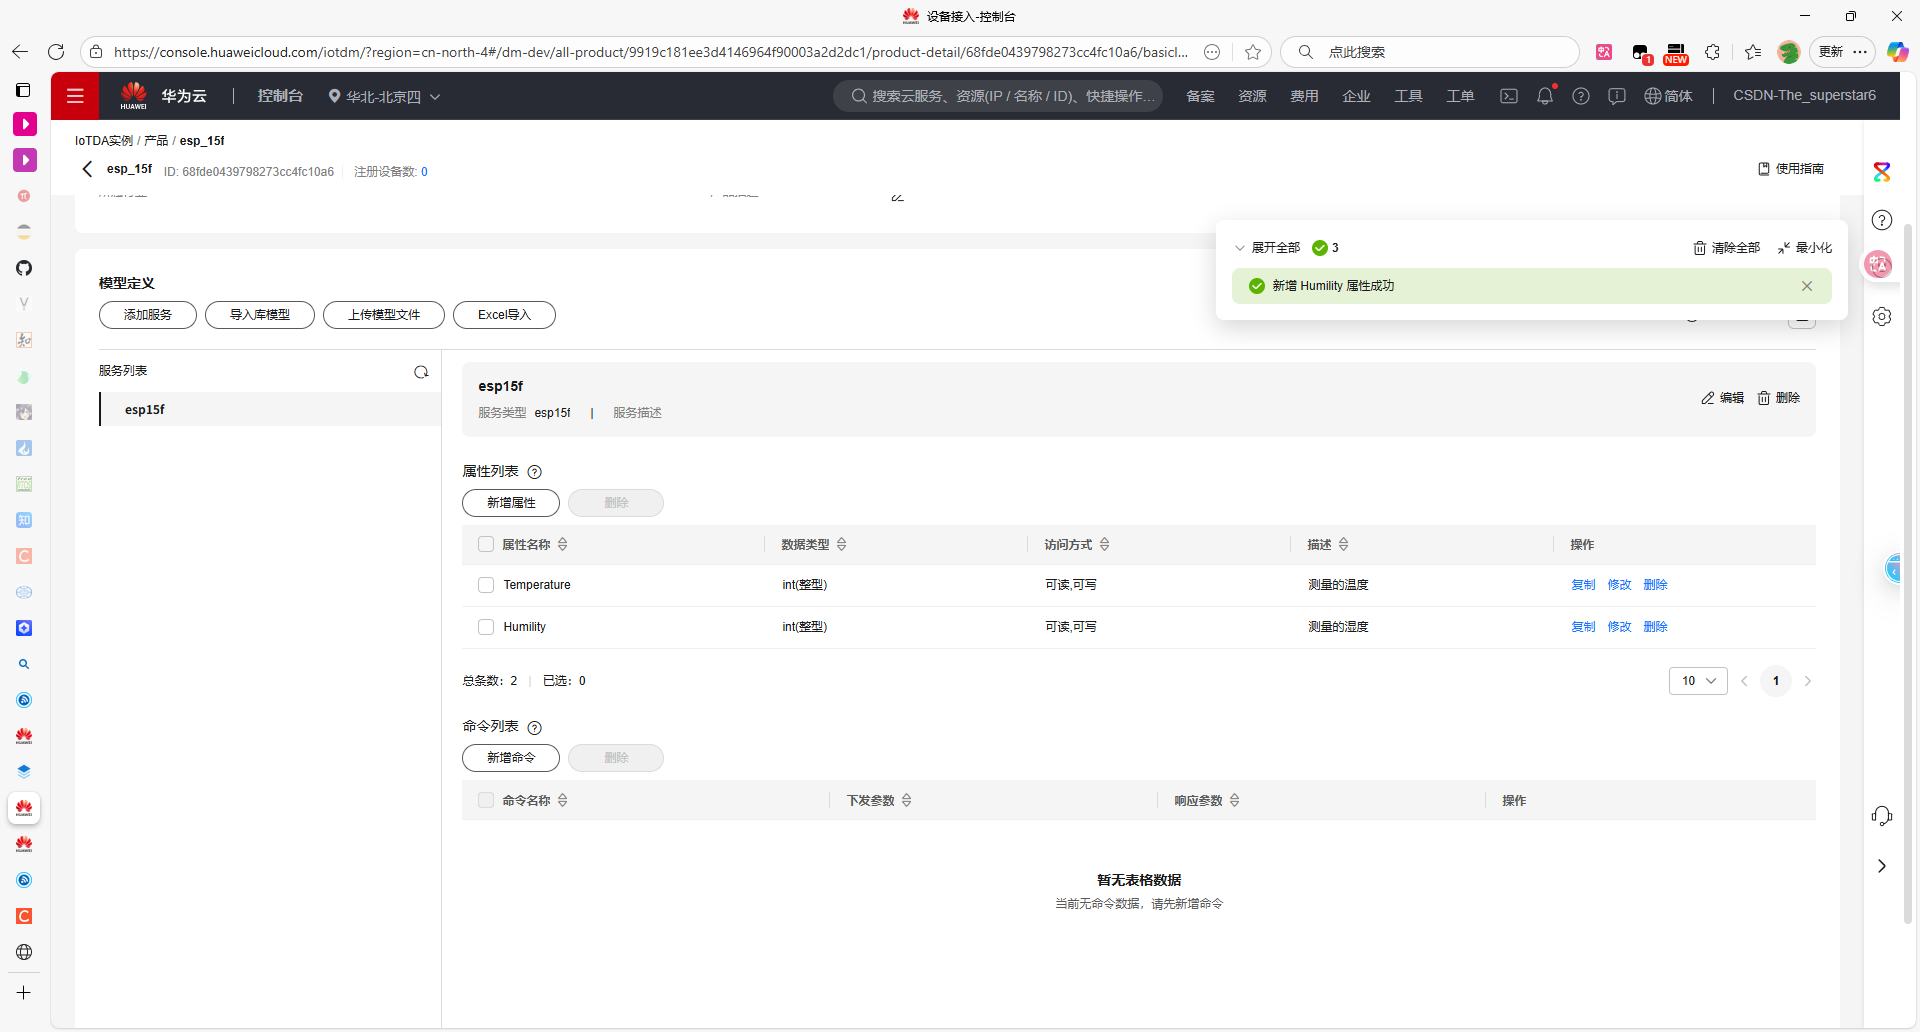 设备接入-控制台
https://console.huaweicloud.com/iotdm/?region=cn-north-4#/dm-dev/all-product/9919c181ee3d4146964f90003a2d2dc1/product-detail/68fde0439798273cc4fc10a6/basicl...
点此搜索
1
NEW
更新
HUAWEI
华为云
控制台
华北-北京四
搜索云服务、资源(IP / 名称 / ID)、快捷操作...
备案
资源
费用
企业
工具
工单
简体
CSDN-The_superstar6
IoTDA实例 / 产品 / esp_15f
esp_15f
ID: 68fde0439798273cc4fc10a6
注册设备数: 0
使用指南
展开全部
3
清除全部
最小化
新增 Humility 属性成功
模型定义
添加服务
导入库模型
上传模型文件
Excel导入
服务列表
esp15f
esp15f
服务类型 esp15f
服务描述
编辑
删除
属性列表
新增属性
删除
属性名称
数据类型
访问方式
描述
操作
Temperature
int(整型)
可读,可写
测量的温度
复制 修改 删除
Humility
int(整型)
可读,可写
测量的湿度
复制 修改 删除
总条数: 2
已选: 0
10
1
命令列表
新增命令
删除
命令名称
下发参数
响应参数
操作
暂无表格数据
当前无命令数据，请先新增命令